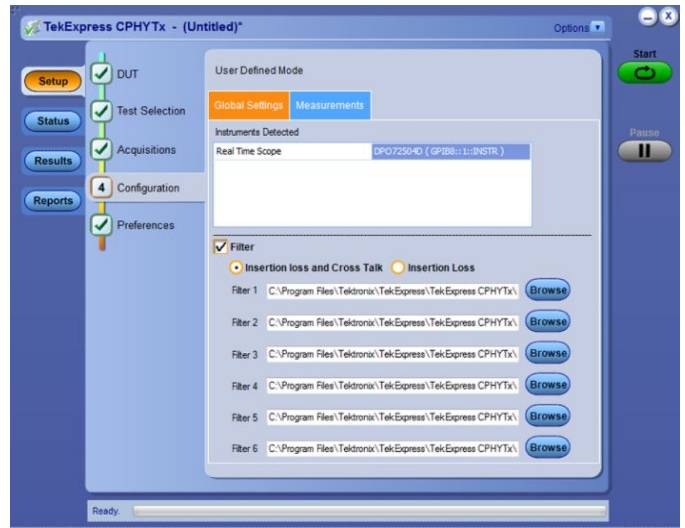 TekExpress CPHYTx - (Untitled)*
Options
Start
Pause
Setup
Status
Results
Reports
DUT
Test Selection
Acquisitions
4 Configuration
Preferences
User Defined Mode
Global Settings Measurements
Instruments Detected
Real Time Scope DPO72504D ( GPIB8::1::INSTR )
Filter
Insertion loss and Cross Talk Insertion Loss
Filter 1 C:\Program Files\Tektronix\TekExpress\TekExpress CPHYTx\ Browse
Filter 2 C:\Program Files\Tektronix\TekExpress\TekExpress CPHYTx\ Browse
Filter 3 C:\Program Files\Tektronix\TekExpress\TekExpress CPHYTx\ Browse
Filter 4 C:\Program Files\Tektronix\TekExpress\TekExpress CPHYTx\ Browse
Filter 5 C:\Program Files\Tektronix\TekExpress\TekExpress CPHYTx\ Browse
Filter 6 C:\Program Files\Tektronix\TekExpress\TekExpress CPHYTx\ Browse
Ready.